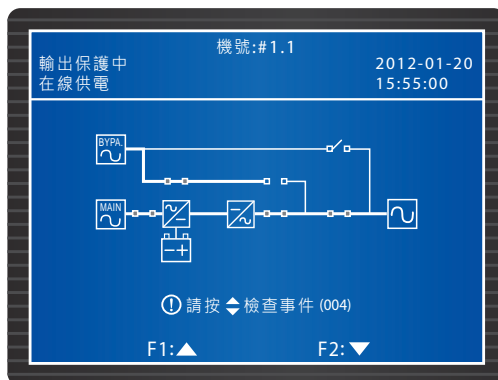 機號:#1.1
輸出保護中
在線供電
2012-01-20
15:55:00
BYPA.
MAIN
請按 檢查事件 (004)
F1:▲ F2:▼